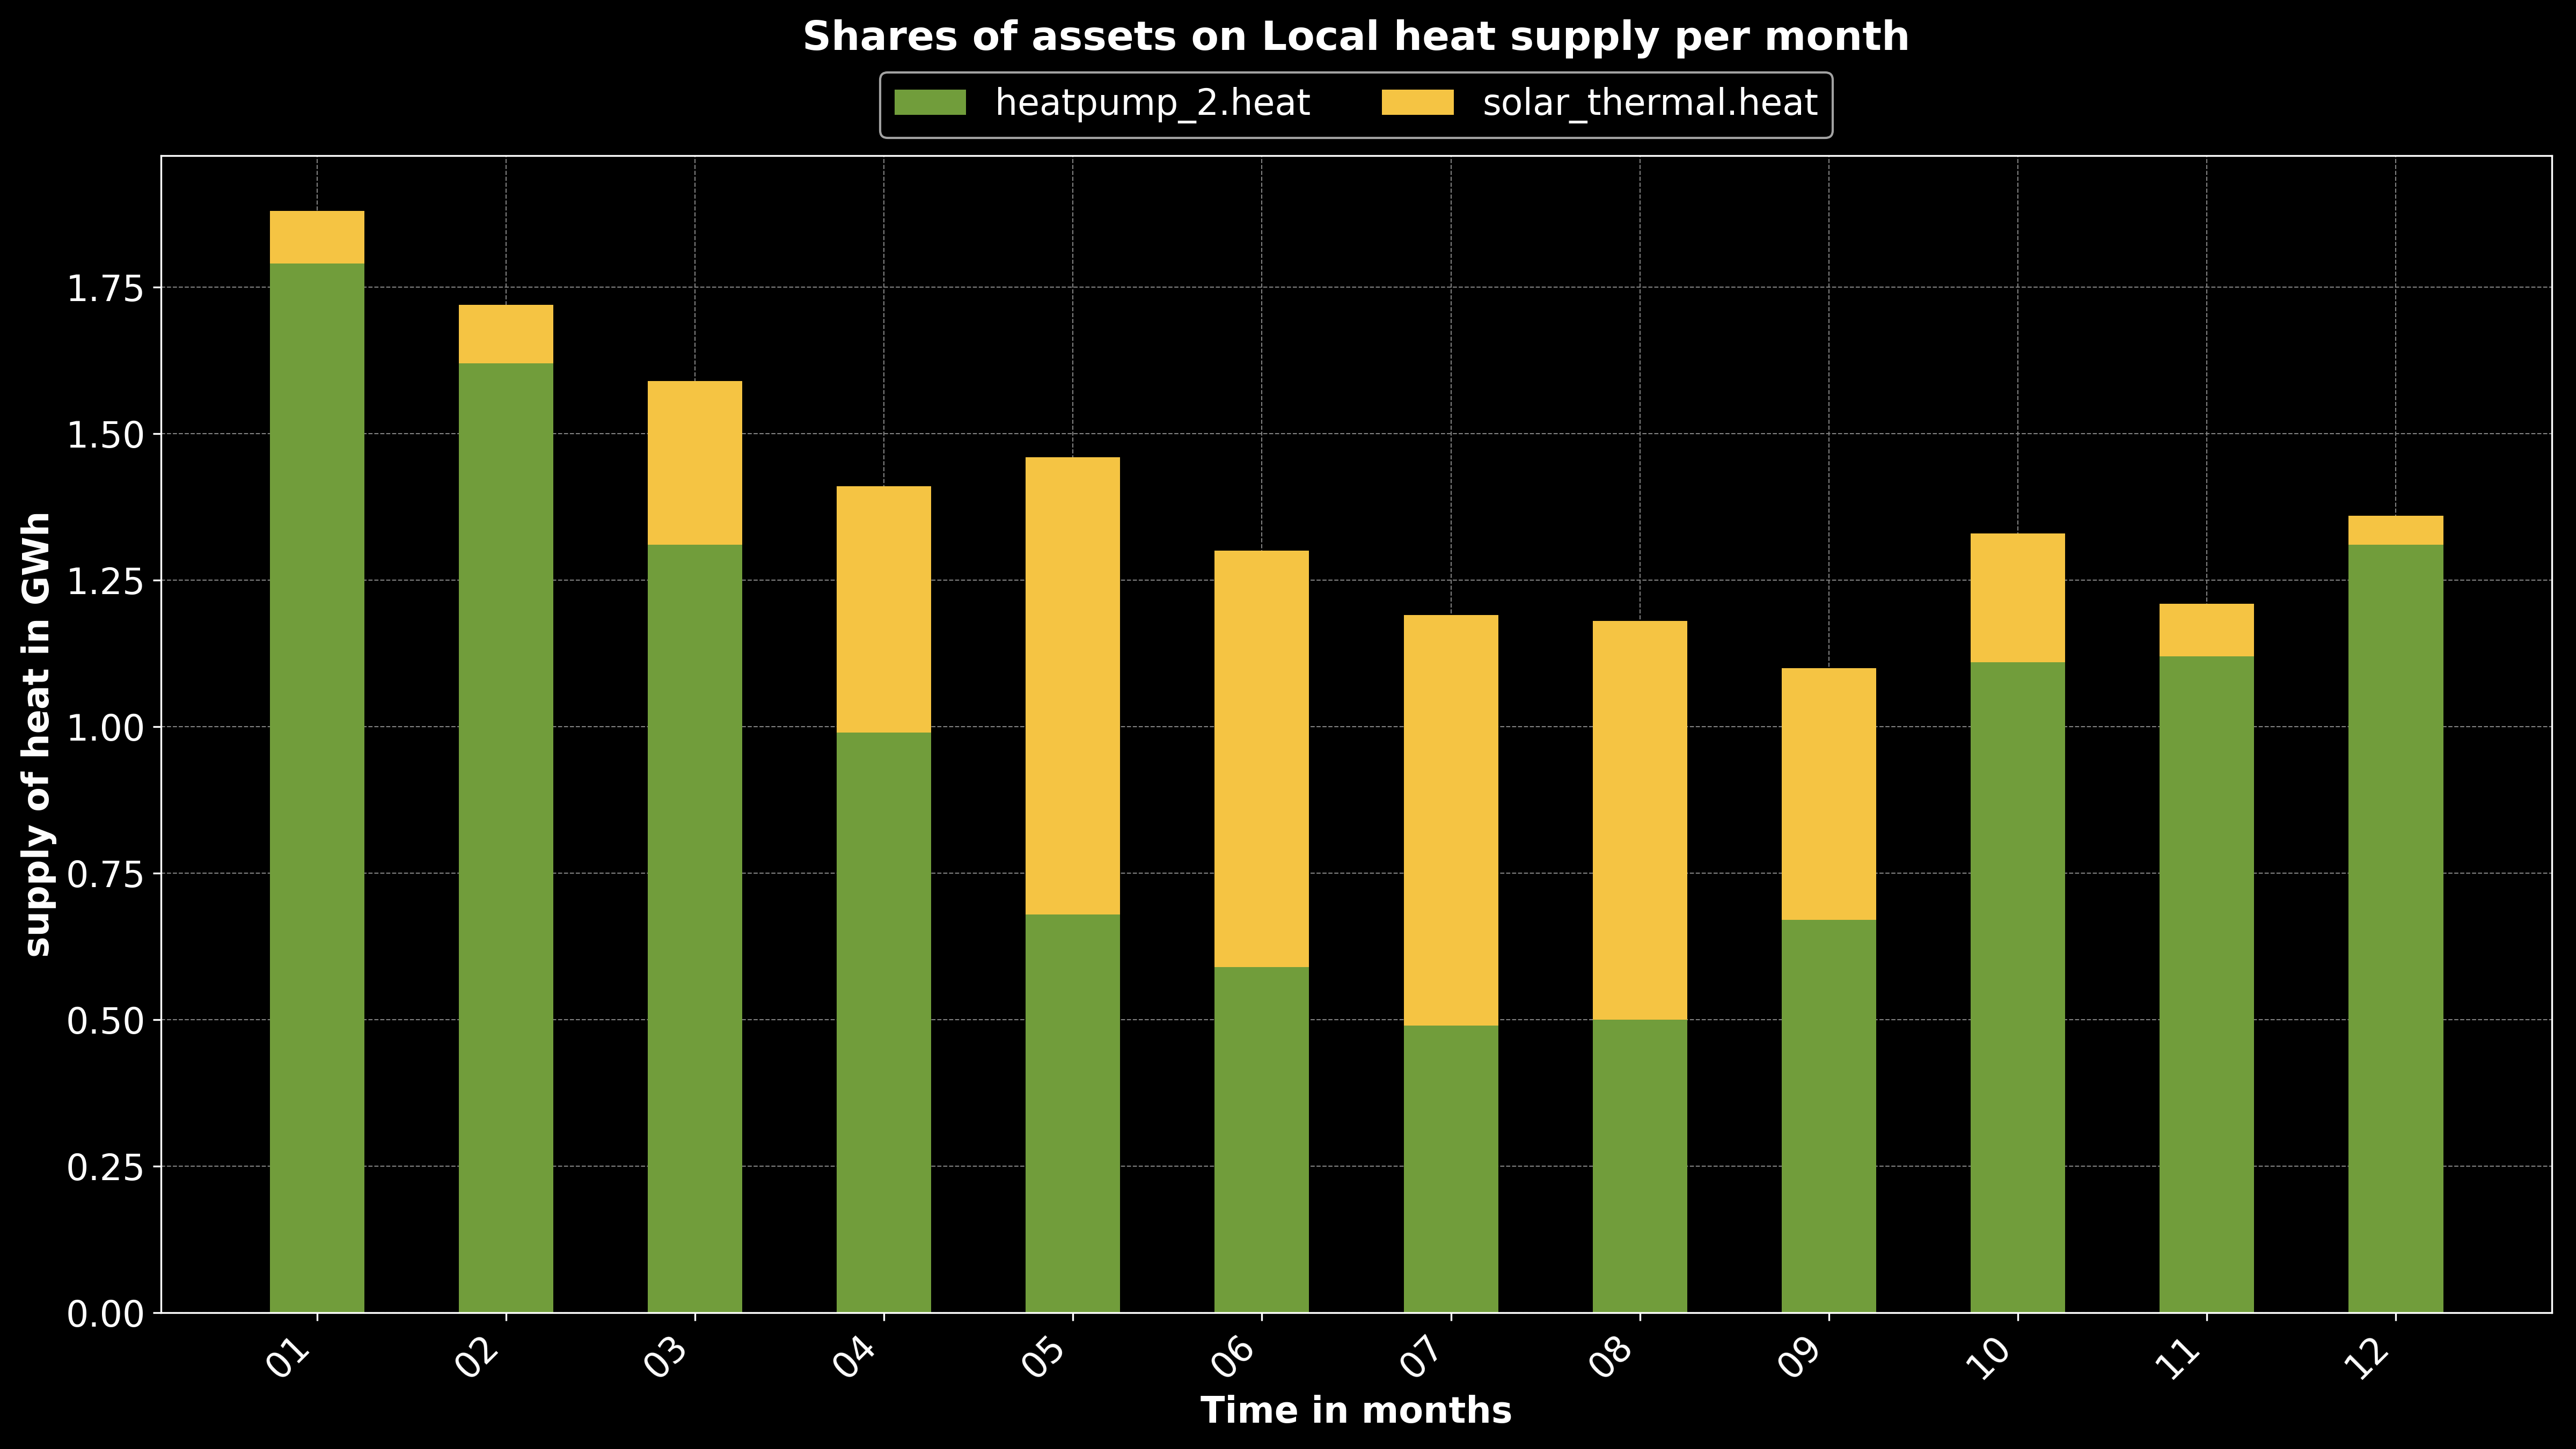 Shares of assets on Local heat supply per month
heatpump_2.heat solar_thermal.heat
supply of heat in GWh
1.75
1.50
1.25
1.00
0.75
0.50
0.25
0.00
01 02 03 04 05 06 07 08 09 10 11 12
Time in months